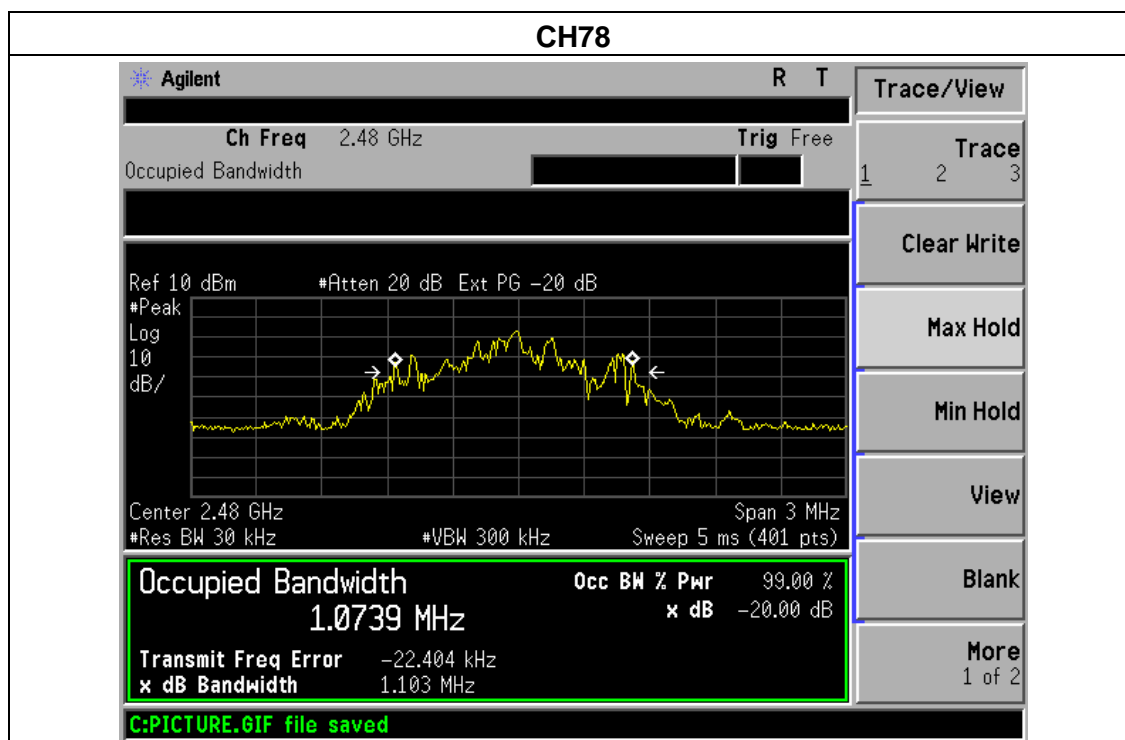 CH78
Agilent R T
Trace/View
Ch Freq 2.48 GHz Trig Free
Occupied Bandwidth
Trace
1 2 3
Clear Write
Ref 10 dBm #Atten 20 dB Ext PG -20 dB
#Peak
Log
10
dB/
Max Hold
Min Hold
View
Center 2.48 GHz Span 3 MHz
#Res BW 30 kHz #VBW 300 kHz Sweep 5 ms (401 pts)
Occupied Bandwidth Occ BW % Pwr 99.00 %
1.0739 MHz x dB -20.00 dB
Blank
Transmit Freq Error -22.404 kHz
x dB Bandwidth 1.103 MHz
More
1 of 2
C:PICTURE.GIF file saved